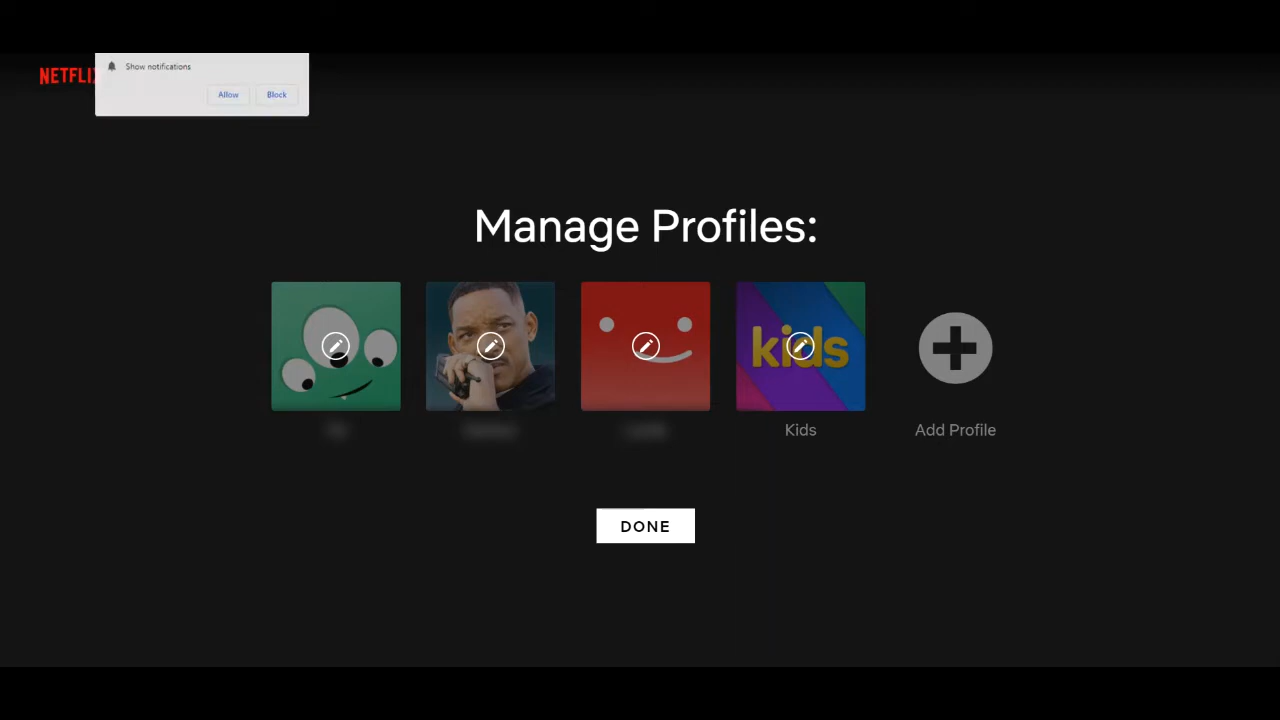 NETFLI
Show notifications
Allow Block
Manage Profiles:
kids
Kids
Add Profile
DONE